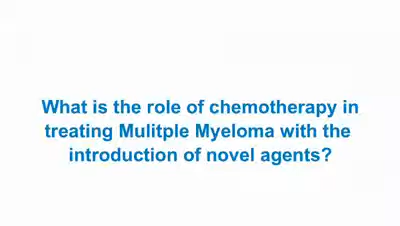 What is the role of chemotherapy in
treating Mulitple Myeloma with the
introduction of novel agents?